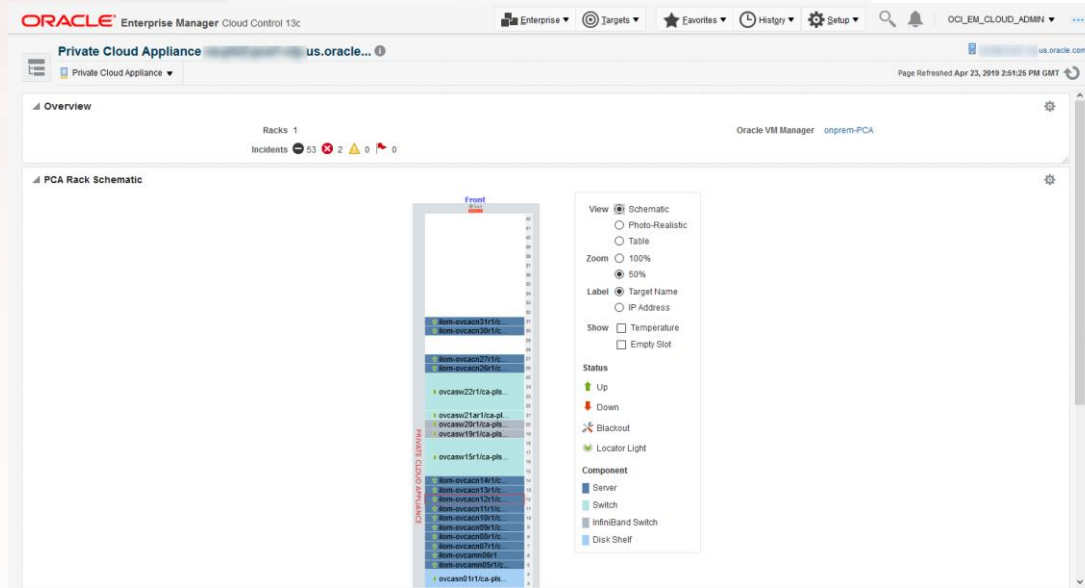 ORACLE® Enterprise Manager Cloud Control 13c
Enterprise ▼ Targets ▼ Favorites ▼ History ▼ Setup ▼ OCI_EM_CLOUD_ADMIN ▼ ...
Private Cloud Appliance us.oracle...
us.oracle.com
Private Cloud Appliance ▼
Page Refreshed Apr 23, 2019 2:51:25 PM GMT
Overview
Racks 1
Oracle VM Manager onprem-PCA
Incidents 53 2 0 0
PCA Rack Schematic
Front
View Schematic
Photo-Realistic
Table
Zoom 100%
50%
Label Target Name
IP Address
Show Temperature
Empty Slot
Status
Up
Down
Blackout
Locator Light
Component
Server
Switch
InfiniBand Switch
Disk Shelf
PRIVATE CLOUD APPLIANCE
ilom-ovcacn31r1/c...
ilom-ovcacn30r1/c...
ilom-ovcacn27r1/c...
ilom-ovcacn26r1/c...
ovcasw22r1/ca-pls...
ovcasw21ar1/ca-pl...
ovcasw20r1/ca-pls...
ovcasw19r1/ca-pls...
ovcasw15r1/ca-pls...
ilom-ovcacn14r1/c...
ilom-ovcacn13r1/c...
ilom-ovcacn12r1/c...
ilom-ovcacn11r1/c...
ilom-ovcacn10r1/c...
ilom-ovcacn09r1/c...
ilom-ovcacn08r1/c...
ilom-ovcacn07r1/c...
ilom-ovcamn06r1
ilom-ovcamn05r1/c...
ovcasn01r1/ca-pls...